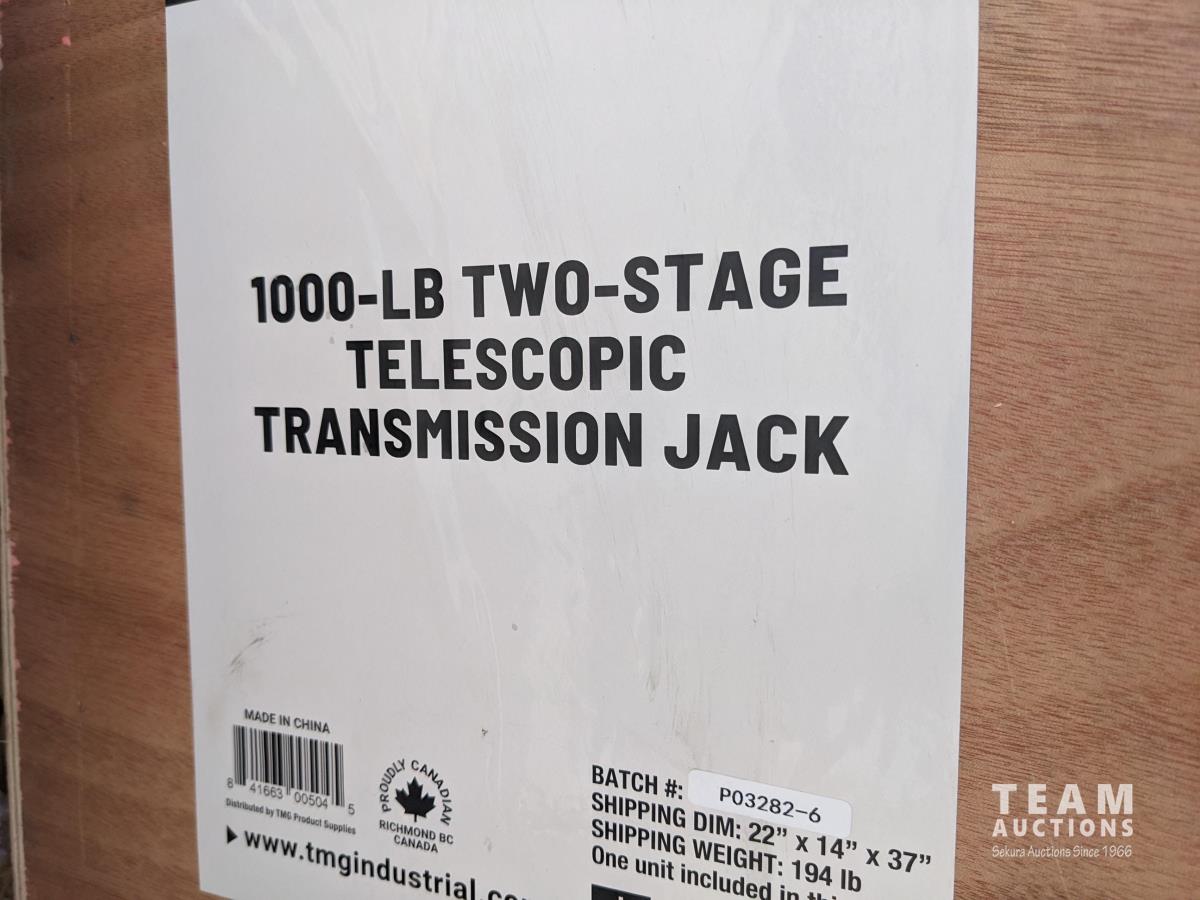 1000-LB TWO-STAGE
TELESCOPIC
TRANSMISSION JACK
MADE IN CHINA
8 41663 00504 5
Distributed by TMG Product Supplies
PROUDLY CANADIAN
RICHMOND BC
CANADA
www.tmgindustrial.co
BATCH #: P03282-6
SHIPPING DIM: 22” x 14” x 37”
SHIPPING WEIGHT: 194 lb
One unit included in
TEAM
AUCTIONS
Sekura Auctions Since 1966